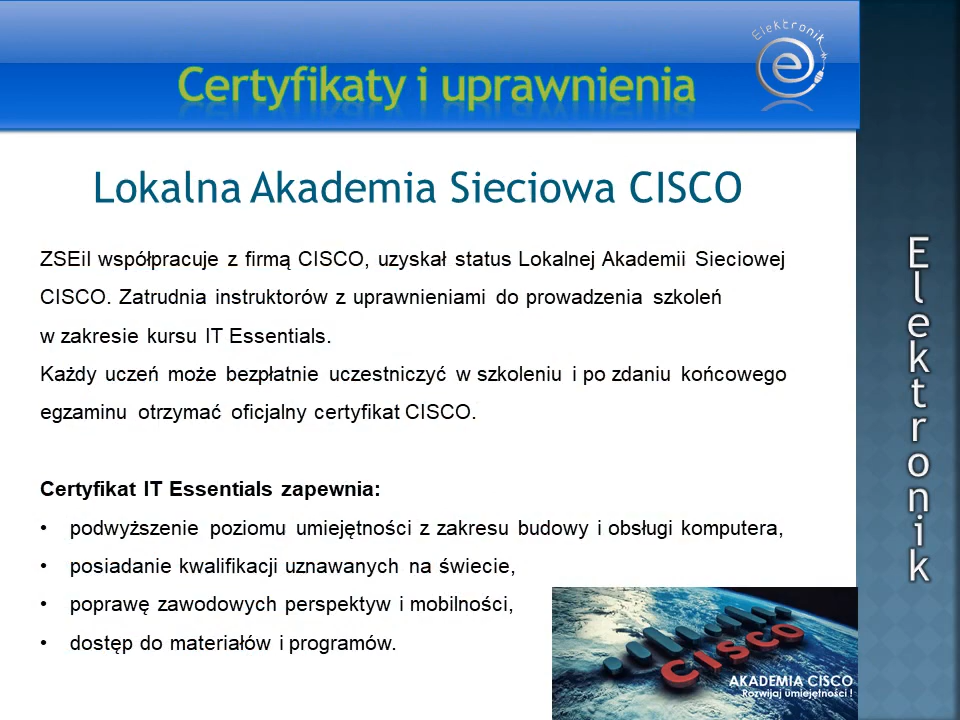 Certyfikaty i uprawnienia
Elektronik
e
Lokalna Akademia Sieciowa CISCO
ZSEiI współpracuje z firmą CISCO, uzyskał status Lokalnej Akademii Sieciowej
CISCO. Zatrudnia instruktorów z uprawnieniami do prowadzenia szkoleń
w zakresie kursu IT Essentials.
Każdy uczeń może bezpłatnie uczestniczyć w szkoleniu i po zdaniu końcowego
egzaminu otrzymać oficjalny certyfikat CISCO.
Certyfikat IT Essentials zapewnia:
• podwyższenie poziomu umiejętności z zakresu budowy i obsługi komputera,
• posiadanie kwalifikacji uznawanych na świecie,
• poprawę zawodowych perspektyw i mobilności,
• dostęp do materiałów i programów.
CISCO
AKADEMIA CISCO
Rozwijaj umiejętności !
Elektronik